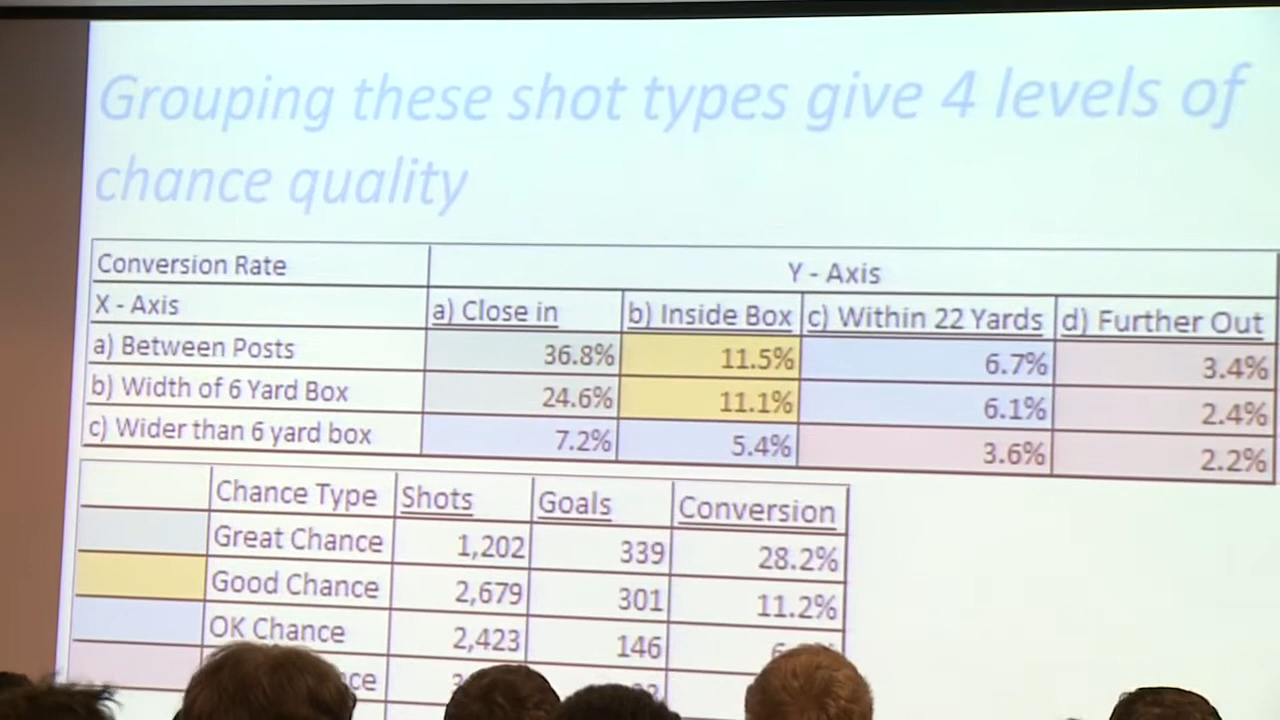 Grouping these shot types give 4 levels of
chance quality
Conversion Rate Y - Axis
X - Axis a) Close in b) Inside Box c) Within 22 Yards d) Further Out
a) Between Posts 36.8% 11.5% 6.7% 3.4%
b) Width of 6 Yard Box 24.6% 11.1% 6.1% 2.4%
c) Wider than 6 yard box 7.2% 5.4% 3.6% 2.2%
Chance Type Shots Goals Conversion
Great Chance 1,202 339 28.2%
Good Chance 2,679 301 11.2%
OK Chance 2,423 146